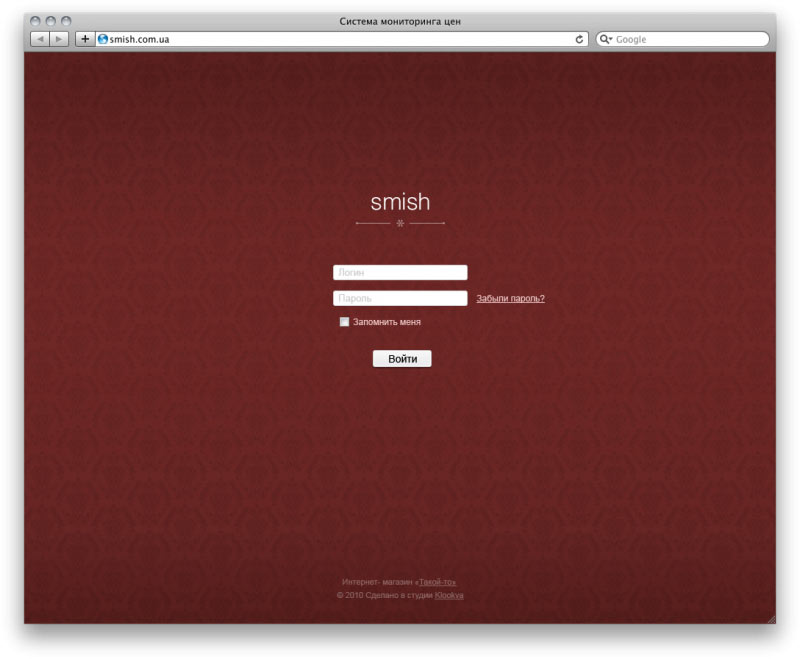 Система мониторинга цен
smish.com.ua
Google
smish
Логин
Пароль
Забыли пароль?
Запомнить меня
Войти
Интернет- магазин «Такой-то»
© 2010 Сделано в студии Klookva